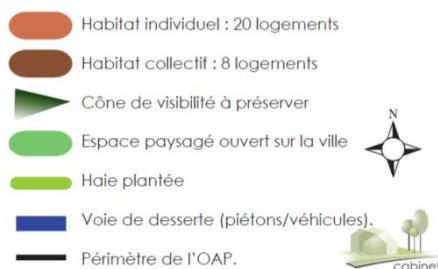 Habitat individuel : 20 logements
Habitat collectif : 8 logements
Cône de visibilité à préserver
N
Espace paysagé ouvert sur la ville
Haie plantée
Voie de desserte (piétons/véhicules).
Périmètre de l'OAP.
cabinet